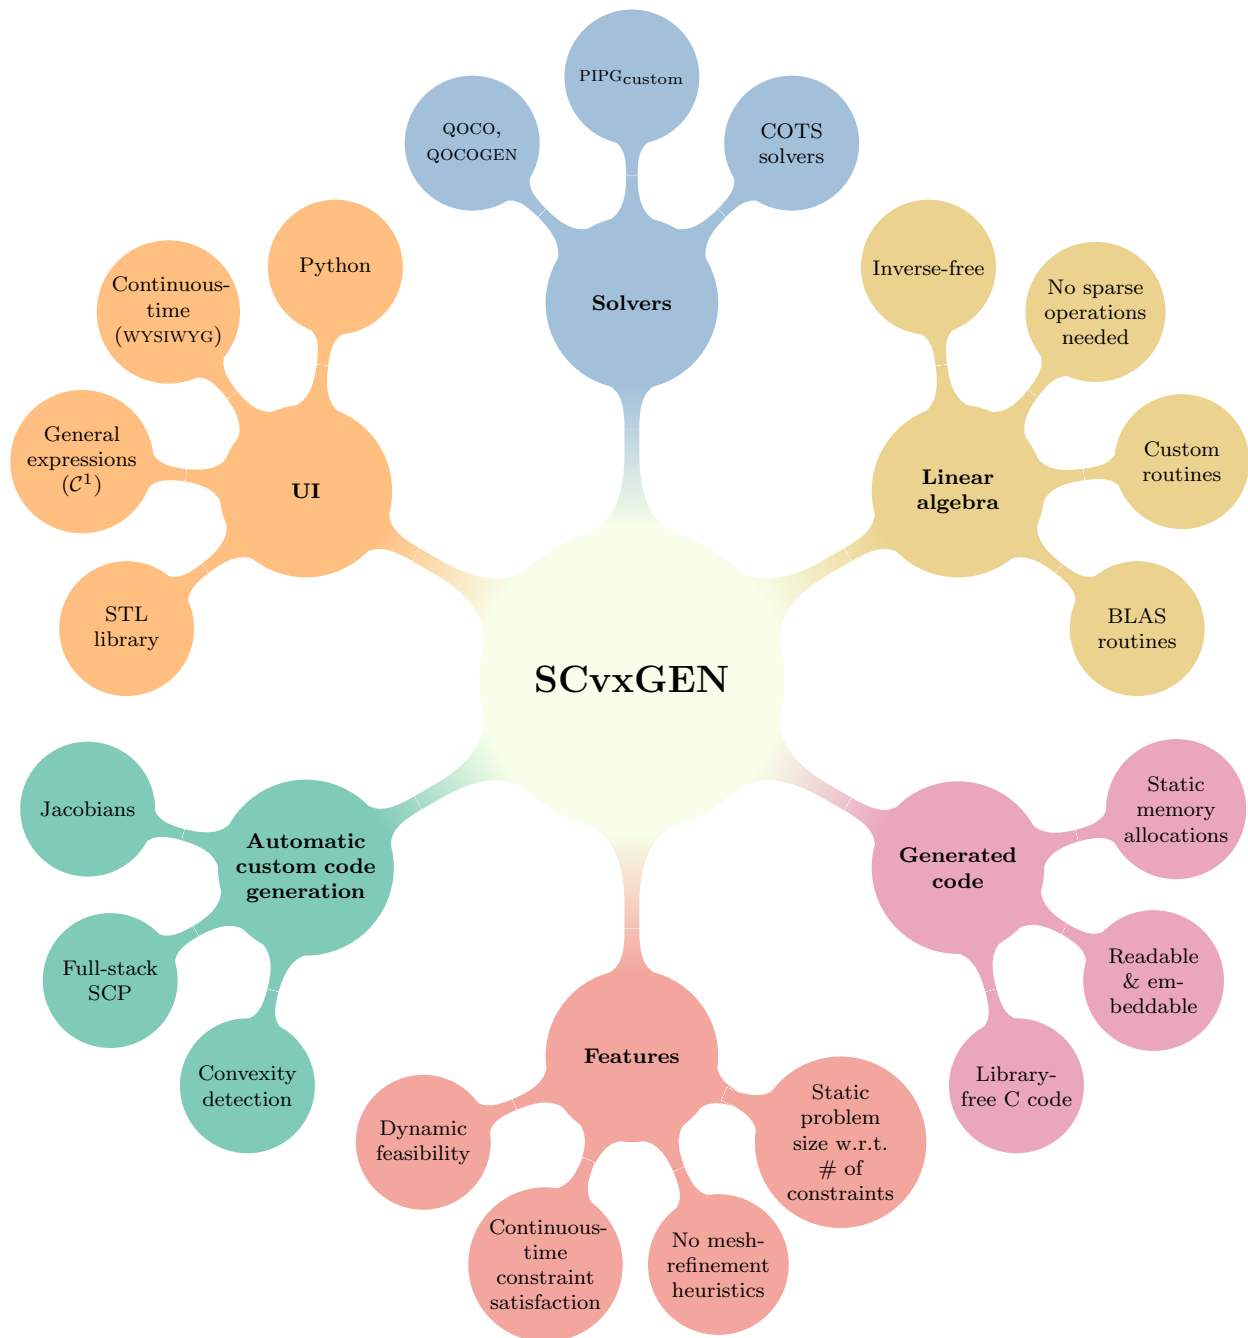 PIPGcustom
QOCO,
QOCOGEN
COTS
solvers
Solvers
Python
Continuous-
time
(WYSIWYG)
General
expressions
(𝒞¹)
STL
library
UI
Inverse-free
No sparse
operations
needed
Custom
routines
BLAS
routines
Linear
algebra
SCvxGEN
Jacobians
Full-stack
SCP
Convexity
detection
Automatic
custom code
generation
Static
memory
allocations
Readable
& em-
beddable
Library-
free C code
Generated
code
Features
Dynamic
feasibility
Continuous-
time
constraint
satisfaction
No mesh-
refinement
heuristics
Static
problem
size w.r.t.
# of
constraints